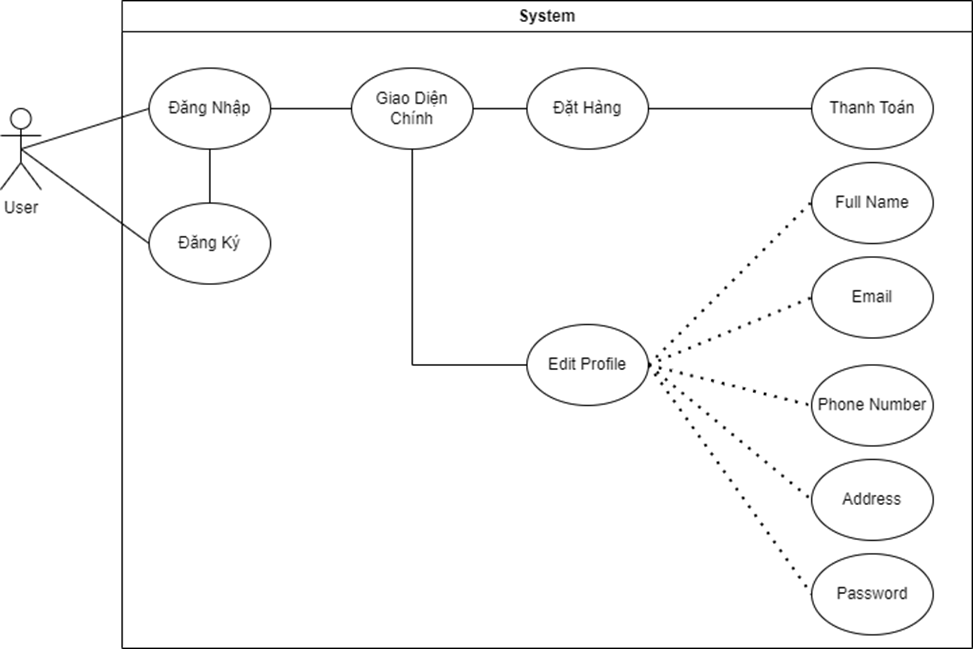 System
Đăng Nhập
Giao Diện
Chính
Đặt Hàng
Thanh Toán
User
Đăng Ký
Full Name
Email
Edit Profile
Phone Number
Address
Password